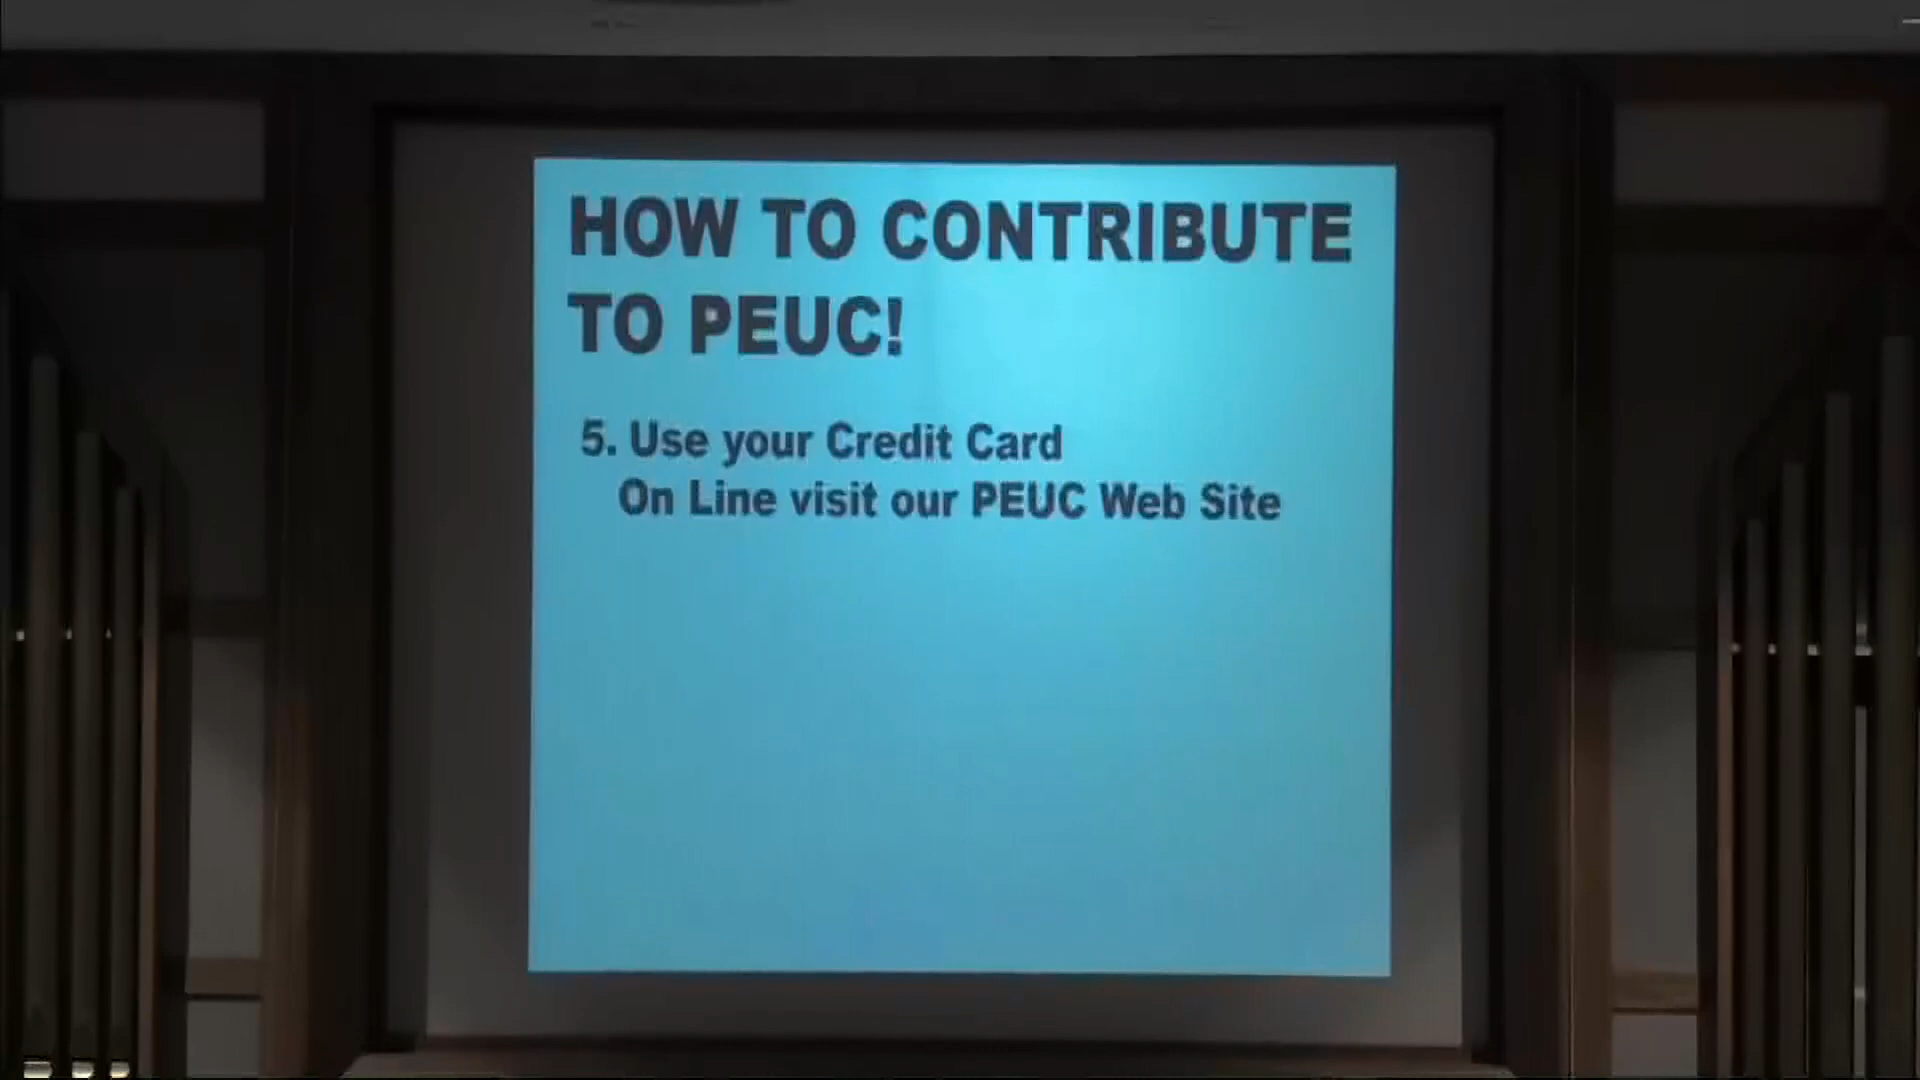 HOW TO CONTRIBUTE
TO PEUC!
5. Use your Credit Card
On Line visit our PEUC Web Site